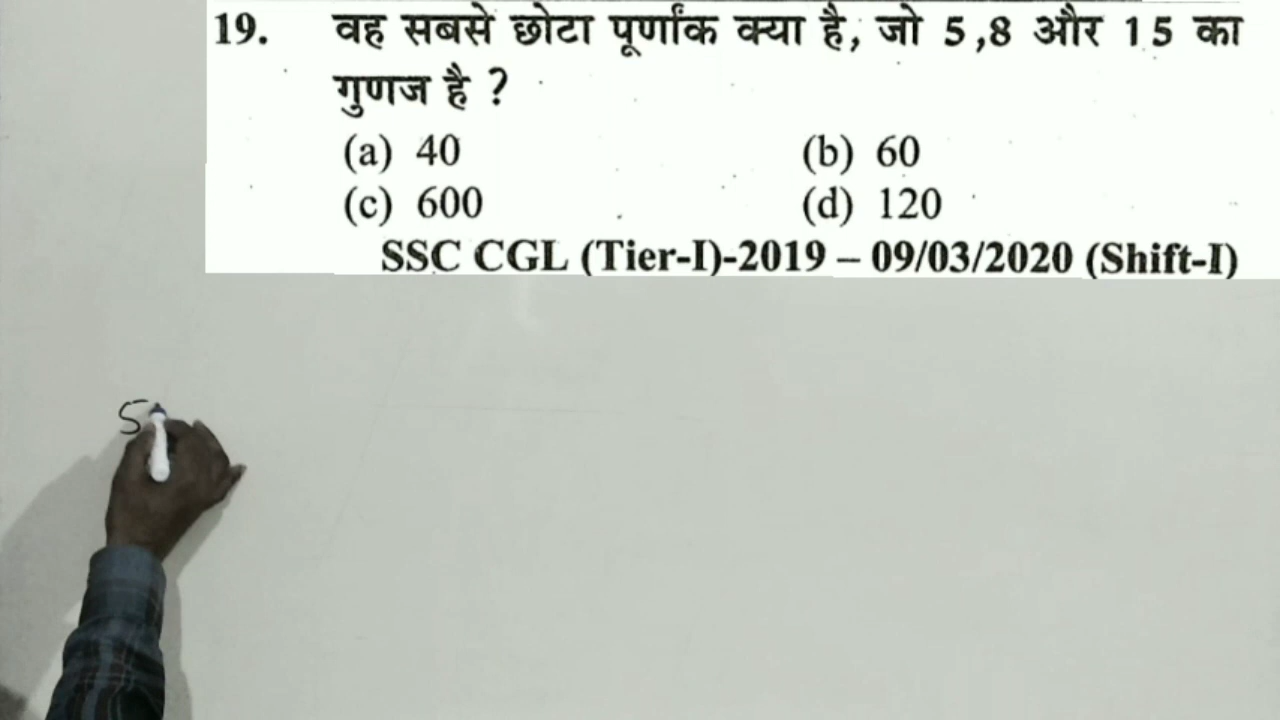 19. वह सबसे छोटा पूर्णांक क्या है, जो 5,8 और 15 का
गुणज है ?
(a) 40 (b) 60
(c) 600 (d) 120
SSC CGL (Tier-I)-2019 – 09/03/2020 (Shift-I)
5